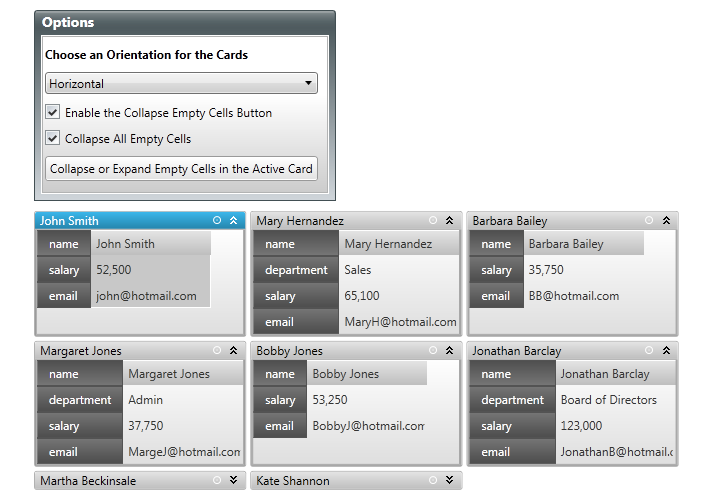 Options
Choose an Orientation for the Cards
Horizontal
Enable the Collapse Empty Cells Button
Collapse All Empty Cells
Collapse or Expand Empty Cells in the Active Card
John Smith
name John Smith
salary 52,500
email john@hotmail.com
Mary Hernandez
name Mary Hernandez
department Sales
salary 65,100
email MaryH@hotmail.com
Barbara Bailey
name Barbara Bailey
salary 35,750
email BB@hotmail.com
Margaret Jones
name Margaret Jones
department Admin
salary 37,750
email MargeJ@hotmail.com
Bobby Jones
name Bobby Jones
salary 53,250
email BobbyJ@hotmail.com
Jonathan Barclay
name Jonathan Barclay
department Board of Directors
salary 123,000
email JonathanB@hotmail.c
Martha Beckinsale
Kate Shannon